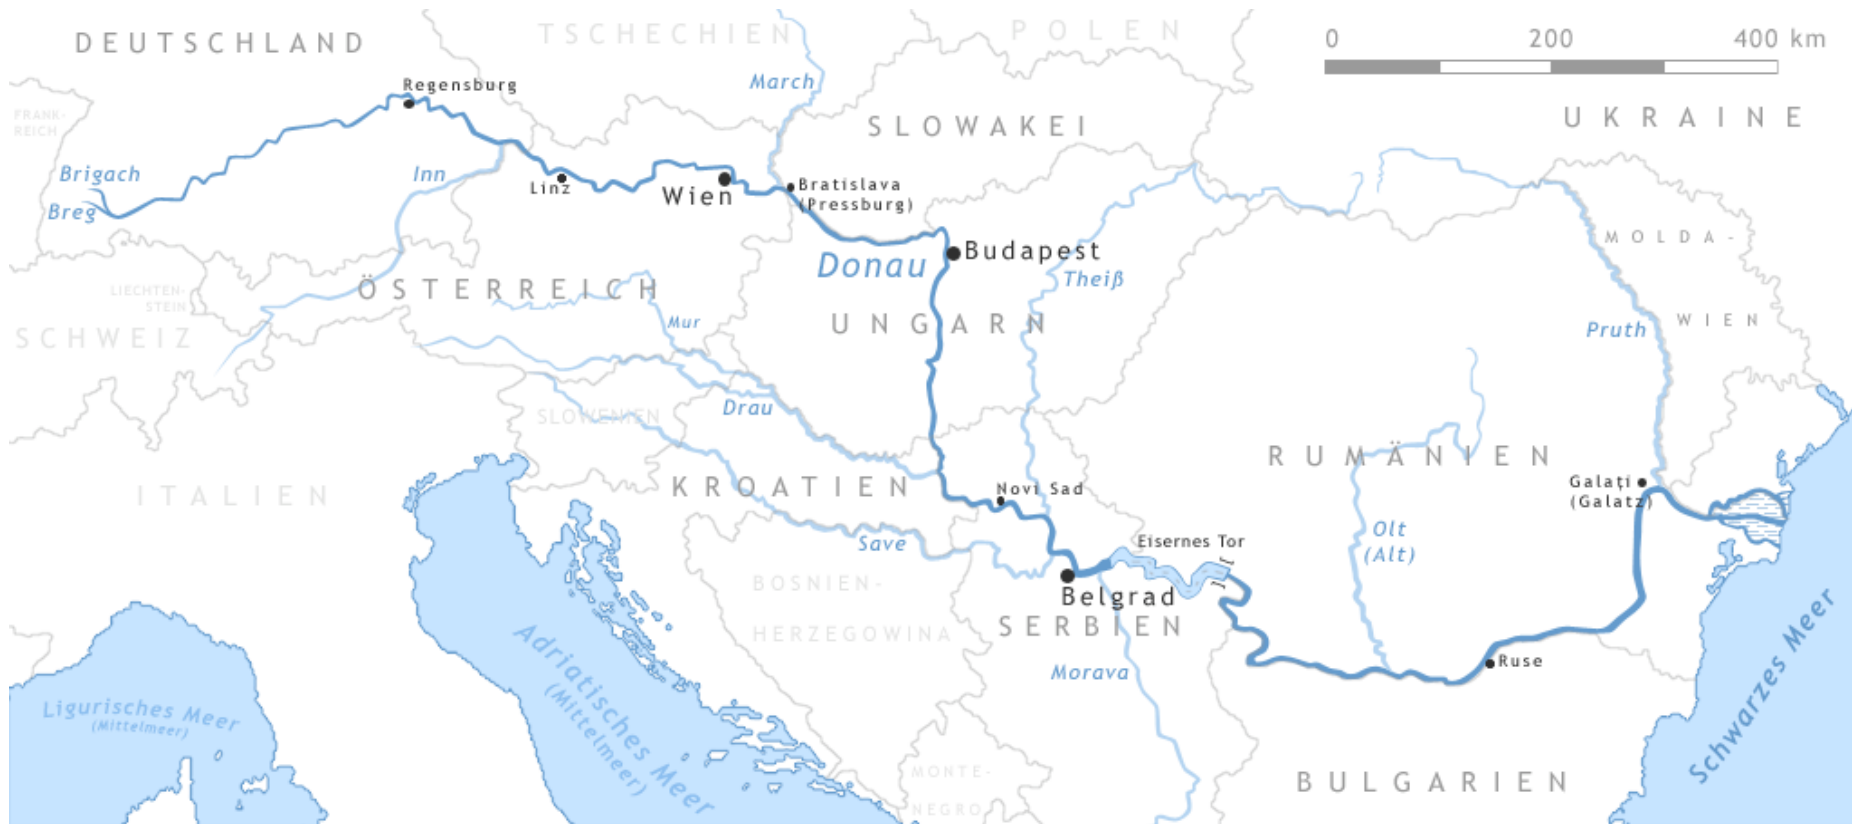 DEUTSCHLAND
TSCHECHIEN
POLEN
0 200 400 km
March
Regensburg
FRANK-
REICH
SLOWAKEI
UKRAINE
Brigach
Inn
Linz
Wien
Bratislava
(Pressburg)
Breg
Donau
Budapest
Theiß
MOLDA-
WIEN
LIECHTEN-
STEIN
ÖSTERREICH
SCHWEIZ
Mur
UNGARN
Pruth
Drau
SLOWENIEN
RUMÄNIEN
ITALIEN
KROATIEN
Novi Sad
Galați
(Galatz)
Save
Eisernes Tor
Olt
(Alt)
BOSNIEN-
HERZEGOWINA
Belgrad
SERBIEN
Morava
Ruse
Adriatisches Meer
(Mittelmeer)
Ligurisches Meer
(Mittelmeer)
Schwarzes Meer
MONTE-
NEGRO
BULGARIEN